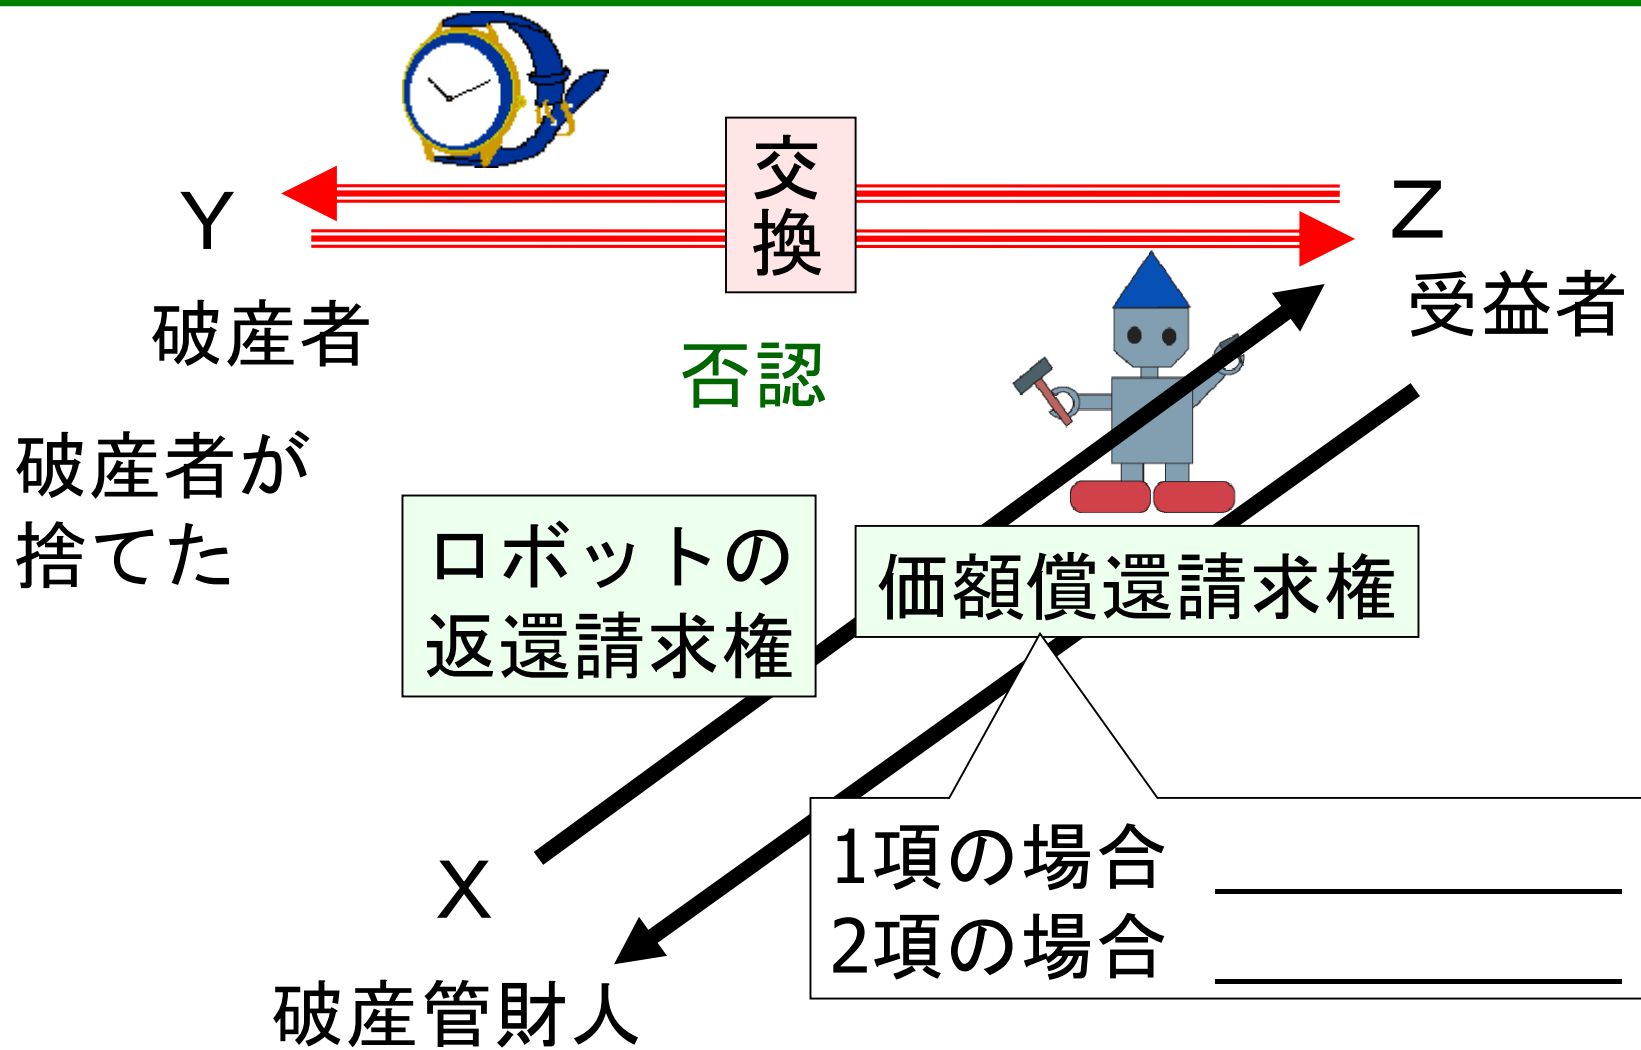 交換
Y
Z
破産者
受益者
否認
破産者が
捨てた
ロボットの
返還請求権
価額償還請求権
1項の場合
2項の場合
X
破産管財人